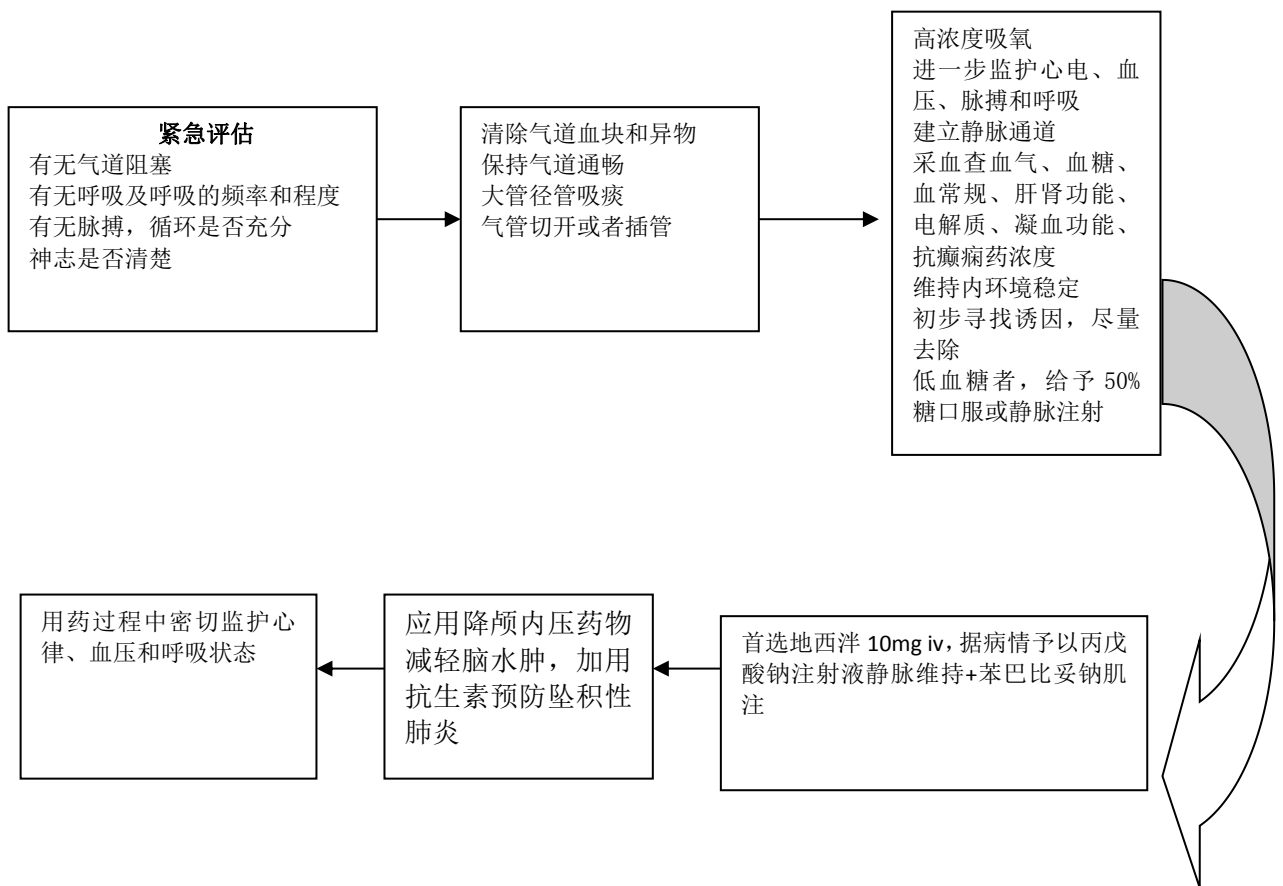 紧急评估
有无气道阻塞
有无呼吸及呼吸的频率和程度
有无脉搏，循环是否充分
神志是否清楚
清除气道血块和异物
保持气道通畅
大管径管吸痰
气管切开或者插管
高浓度吸氧
进一步监护心电、血
压、脉搏和呼吸
建立静脉通道
采血查血气、血糖、
血常规、肝肾功能、
电解质、凝血功能、
抗癫痫药浓度
维持内环境稳定
初步寻找诱因，尽量
去除
低血糖者，给予 50%
糖口服或静脉注射
首选地西泮 10mg iv，据病情予以丙戊
酸钠注射液静脉维持+苯巴比妥钠肌
注
应用降颅内压药物
减轻脑水肿，加用
抗生素预防坠积性
肺炎
用药过程中密切监护心
律、血压和呼吸状态